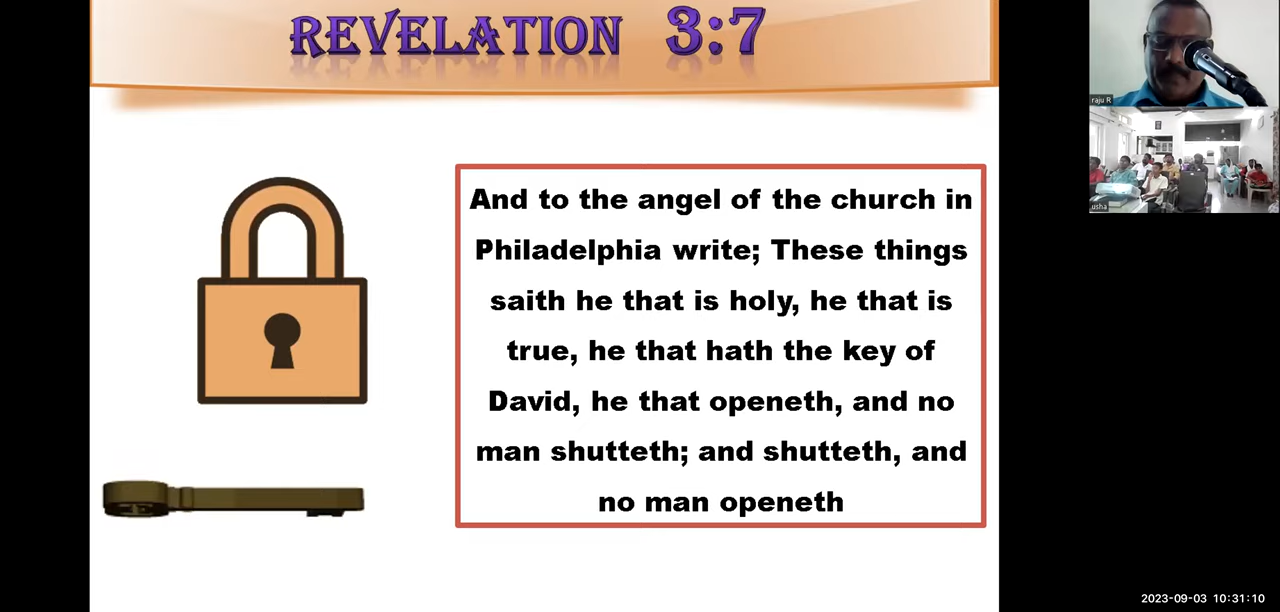 REVELATION 3:7
raju R
And to the angel of the church in
Philadelphia write; These things
saith he that is holy, he that is
true, he that hath the key of
David, he that openeth, and no
man shutteth; and shutteth, and
no man openeth
usha
2023-09-03 10:31:10